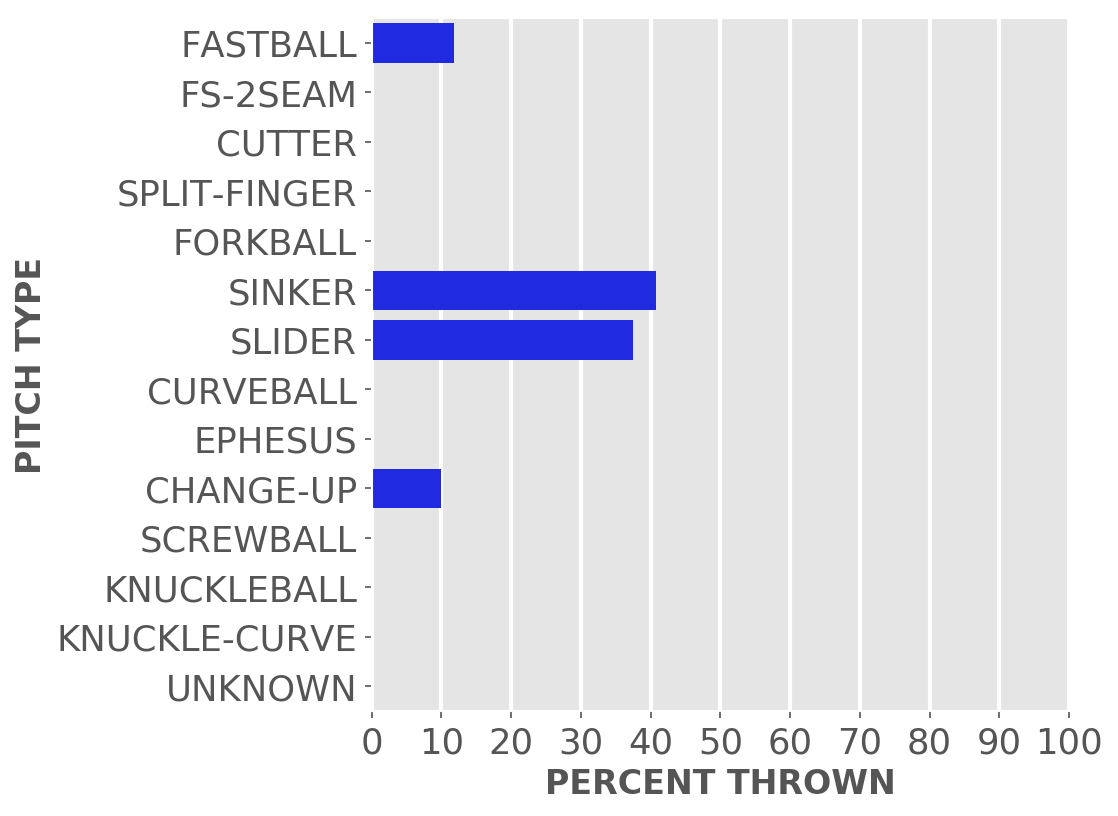 FASTBALL
FS-2SEAM
CUTTER
SPLIT-FINGER
FORKBALL
SINKER
SLIDER
CURVEBALL
EPHESUS
CHANGE-UP
SCREWBALL
KNUCKLEBALL
KNUCKLE-CURVE
UNKNOWN
PITCH TYPE
0 10 20 30 40 50 60 70 80 90 100
PERCENT THROWN